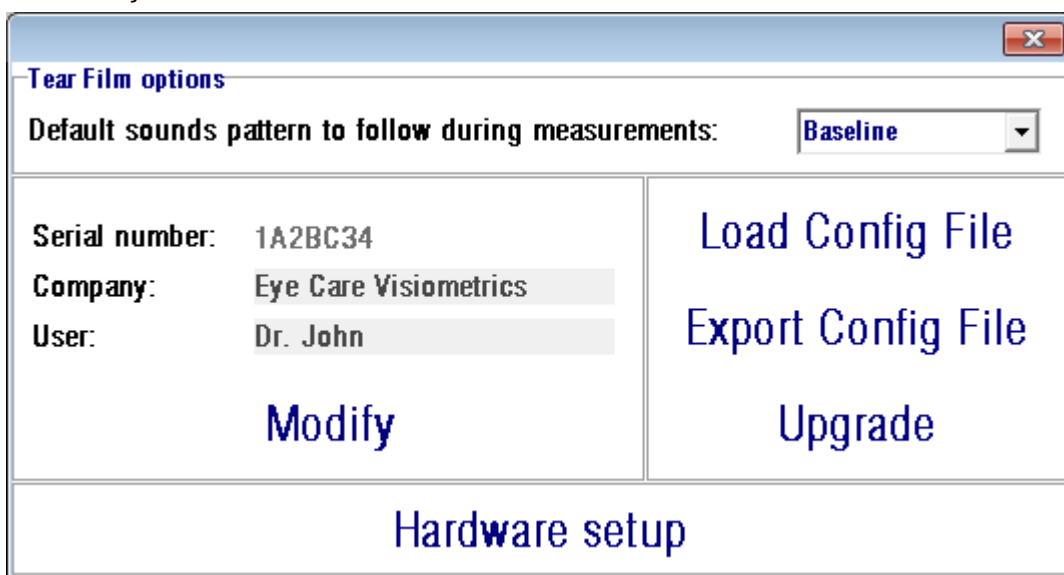 Tear Film options
Default sounds pattern to follow during measurements: Baseline
Serial number: 1A2BC34
Company: Eye Care Visiometrics
User: Dr. John
Modify
Load Config File
Export Config File
Upgrade
Hardware setup